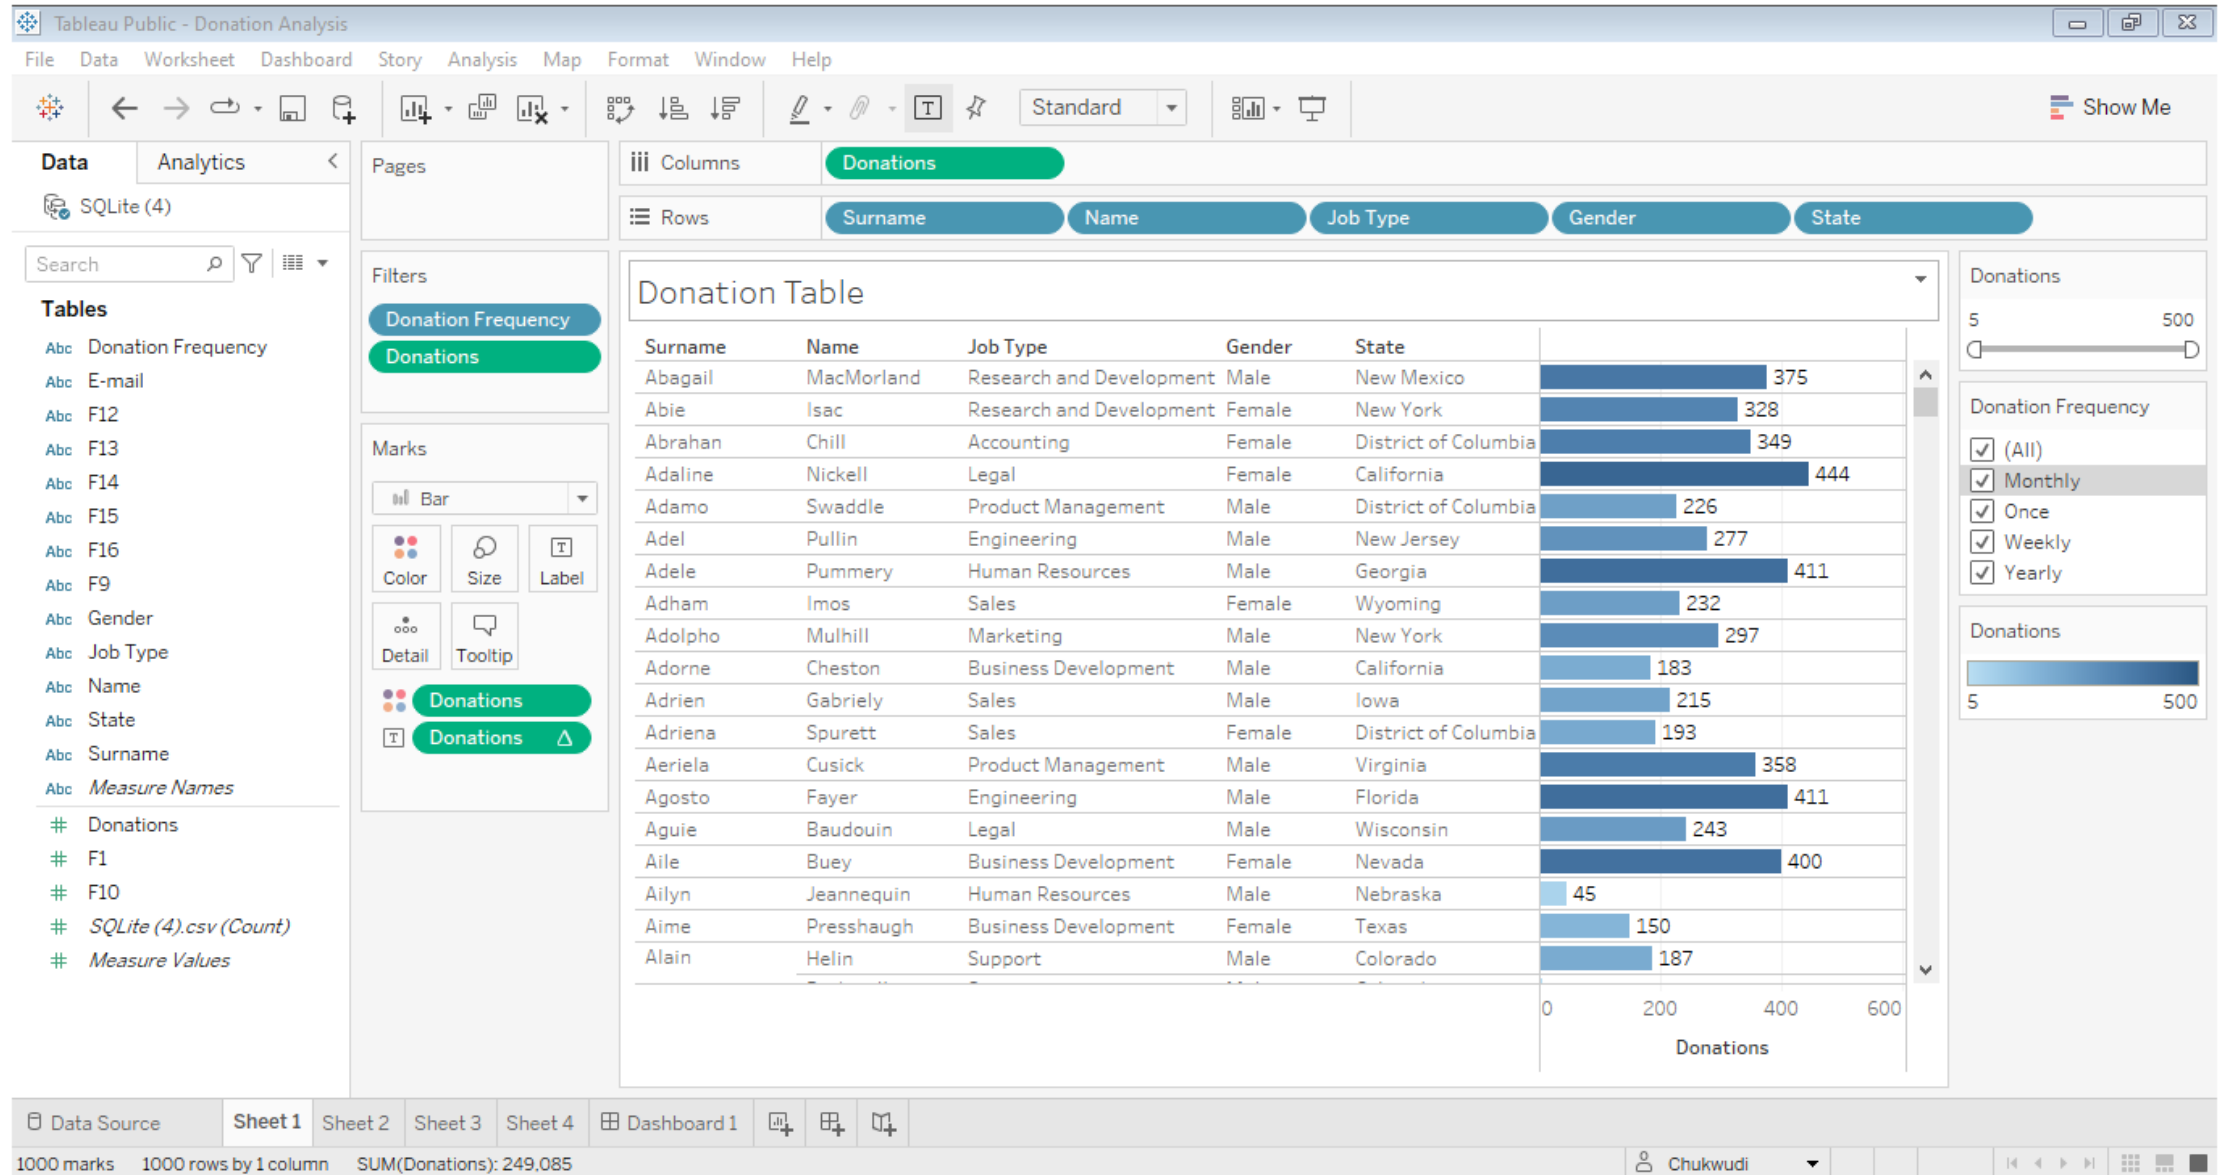 Tableau Public - Donation Analysis
File Data Worksheet Dashboard Story Analysis Map Format Window Help
Standard
Show Me
Data Analytics
SQLite (4)
Search
Tables
Abc Donation Frequency
Abc E-mail
Abc F12
Abc F13
Abc F14
Abc F15
Abc F16
Abc F9
Abc Gender
Abc Job Type
Abc Name
Abc State
Abc Surname
Abc Measure Names
# Donations
# F1
# F10
# SQLite (4).csv (Count)
# Measure Values
Pages
Filters
Donation Frequency
Donations
Marks
Bar
Color Size Label
Detail Tooltip
Donations
Donations
Columns Donations
Rows Surname Name Job Type Gender State
Donation Table
Surname Name Job Type Gender State
Abagail MacMorland Research and Development Male New Mexico 375
Abie Isac Research and Development Female New York 328
Abrahan Chill Accounting Female District of Columbia 349
Adaline Nickell Legal Female California 444
Adamo Swaddle Product Management Male District of Columbia 226
Adel Pullin Engineering Male New Jersey 277
Adele Pummery Human Resources Male Georgia 411
Adham Imos Sales Female Wyoming 232
Adolpho Mulhill Marketing Male New York 297
Adorne Cheston Business Development Male California 183
Adrien Gabriely Sales Male Iowa 215
Adriena Spurett Sales Female District of Columbia 193
Aeriela Cusick Product Management Male Virginia 358
Agosto Fayer Engineering Male Florida 411
Aguie Baudouin Legal Male Wisconsin 243
Aile Buey Business Development Female Nevada 400
Ailyn Jeannequin Human Resources Male Nebraska 45
Aime Presshaugh Business Development Female Texas 150
Alain Helin Support Male Colorado 187
0 200 400 600
Donations
Donations
5 500
Donation Frequency
(All)
Monthly
Once
Weekly
Yearly
Donations
5 500
Data Source Sheet 1 Sheet 2 Sheet 3 Sheet 4 Dashboard 1
1000 marks 1000 rows by 1 column SUM(Donations): 249,085
Chukwudi